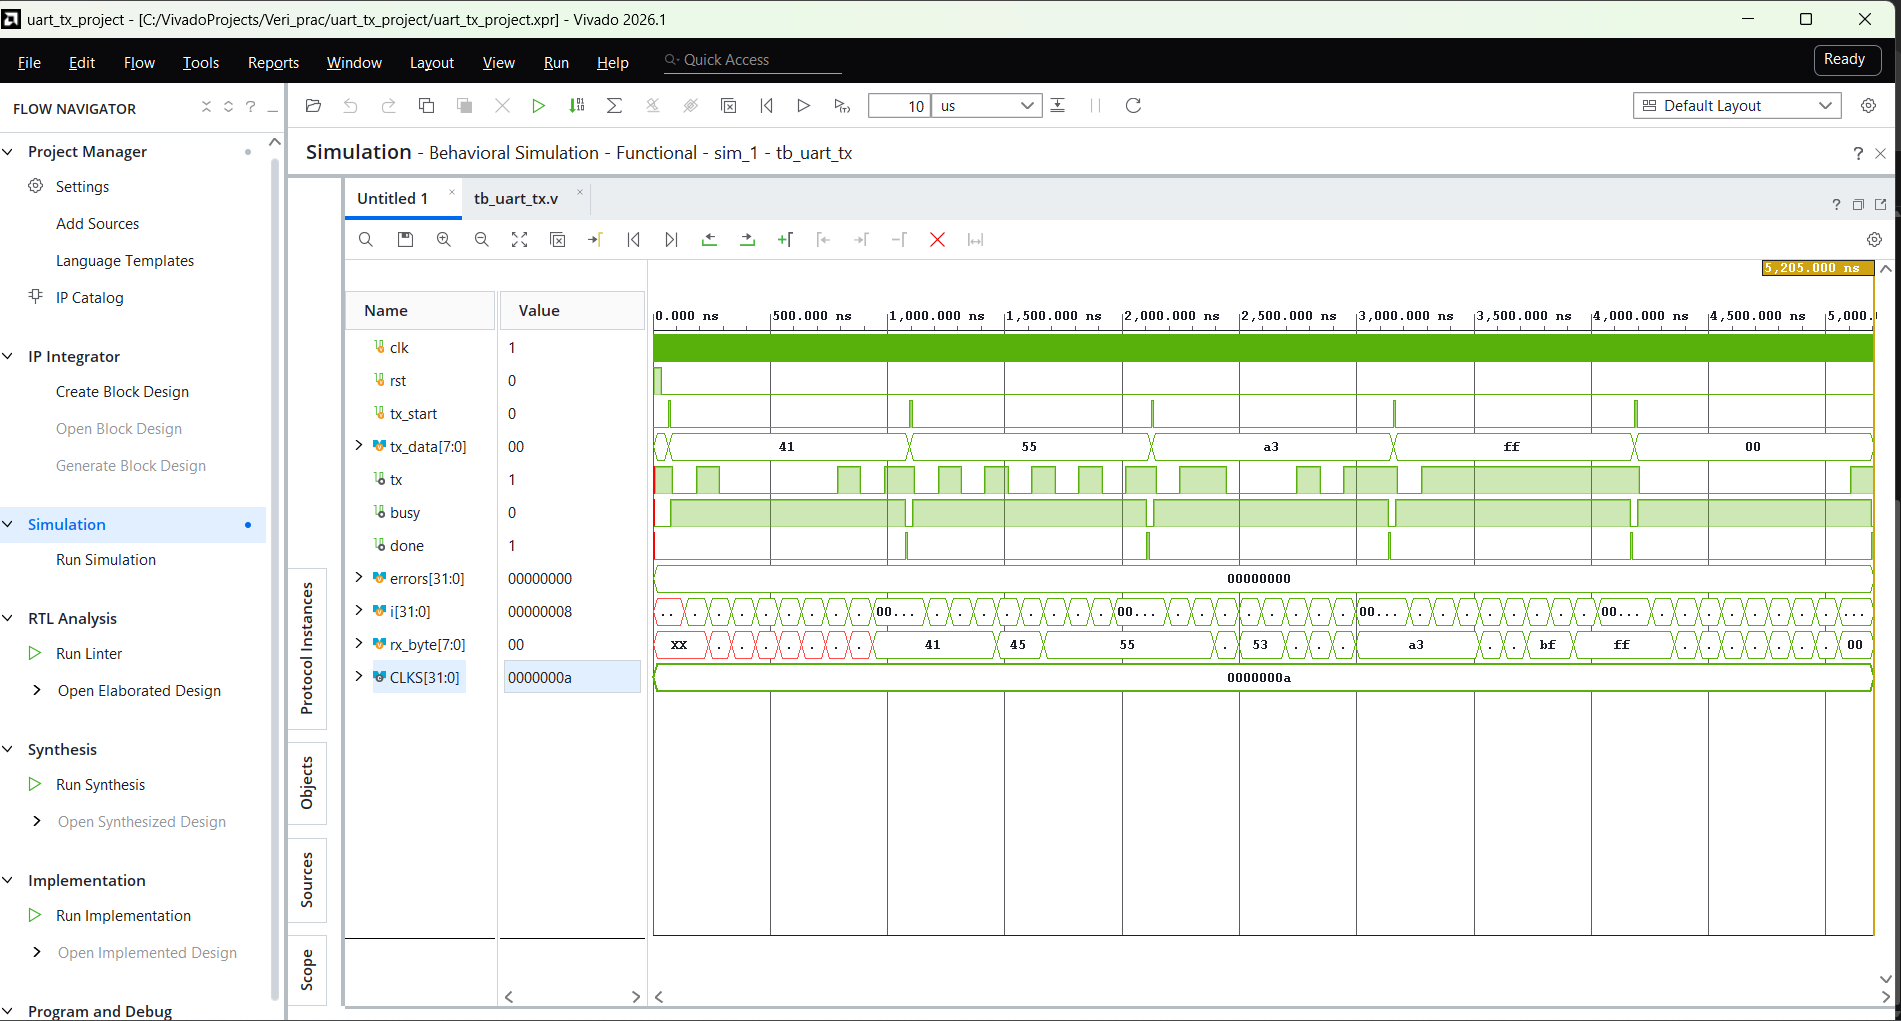 uart_tx_project - [C:/VivadoProjects/Veri_prac/uart_tx_project/uart_tx_project.xpr] - Vivado 2026.1
File Edit Flow Tools Reports Window Layout View Run Help Quick Access Ready
FLOW NAVIGATOR ? _
10 us Default Layout
Project Manager
Settings
Add Sources
Language Templates
IP Catalog
IP Integrator
Create Block Design
Open Block Design
Generate Block Design
Simulation
Run Simulation
RTL Analysis
Run Linter
Open Elaborated Design
Synthesis
Run Synthesis
Open Synthesized Design
Implementation
Run Implementation
Open Implemented Design
Program and Debug
Simulation - Behavioral Simulation - Functional - sim_1 - tb_uart_tx ?
Protocol Instances
Objects
Sources
Scope
Untitled 1 tb_uart_tx.v ?
5,205.000 ns
Name Value
0.000 ns 500.000 ns 1,000.000 ns 1,500.000 ns 2,000.000 ns 2,500.000 ns 3,000.000 ns 3,500.000 ns 4,000.000 ns 4,500.000 ns 5,000.
clk 1
rst 0
tx_start 0
tx_data[7:0] 00 41 55 a3 ff 00
tx 1
busy 0
done 1
errors[31:0] 00000000 00000000
i[31:0] 00000008 .. . . . . . . . . 00... . . . . . . . . 00... . . . . . . . . 00... . . . . . . . . 00... . . . . . . . . ...
rx_byte[7:0] 00 XX . . . . . . . 41 45 55 . 53 . . . a3 . . bf ff . . . . . . . 00
CLKS[31:0] 0000000a 0000000a